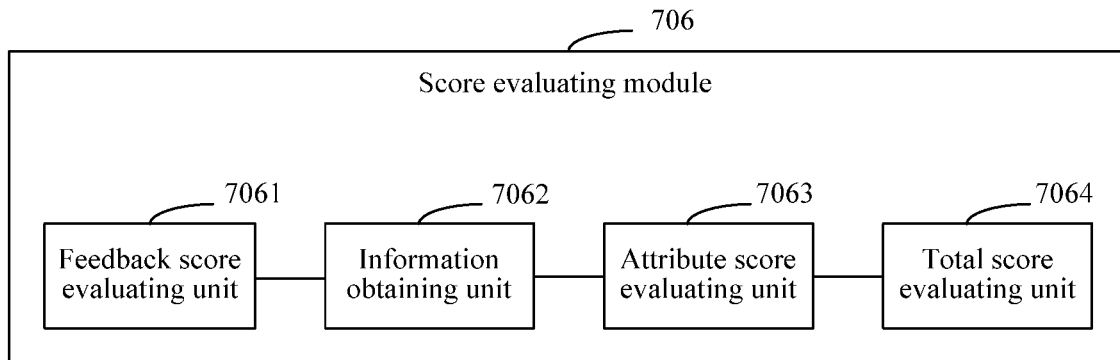 706
Score evaluating module
7061
7062
7063
7064
Feedback score
evaluating unit
Information
obtaining unit
Attribute score
evaluating unit
Total score
evaluating unit